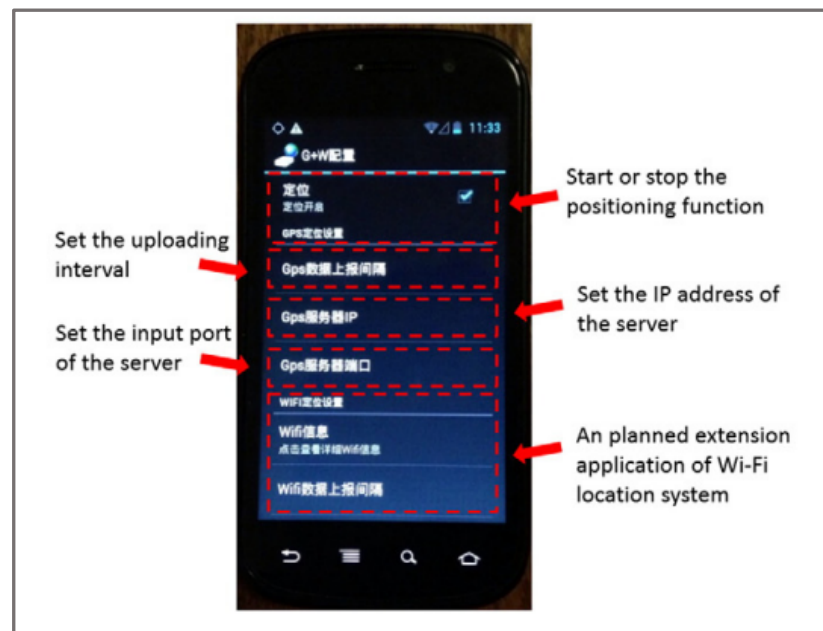 11:33
G+W配置
定位
定位开启
GPS定位设置
Start or stop the
positioning function
Set the uploading
interval
Gps数据上报间隔
Gps服务器IP
Set the IP address of
the server
Set the input port
of the server
Gps服务器端口
WIFI定位设置
Wifi信息
点击查看详细Wifi信息
An planned extension
application of Wi-Fi
location system
Wifi数据上报间隔